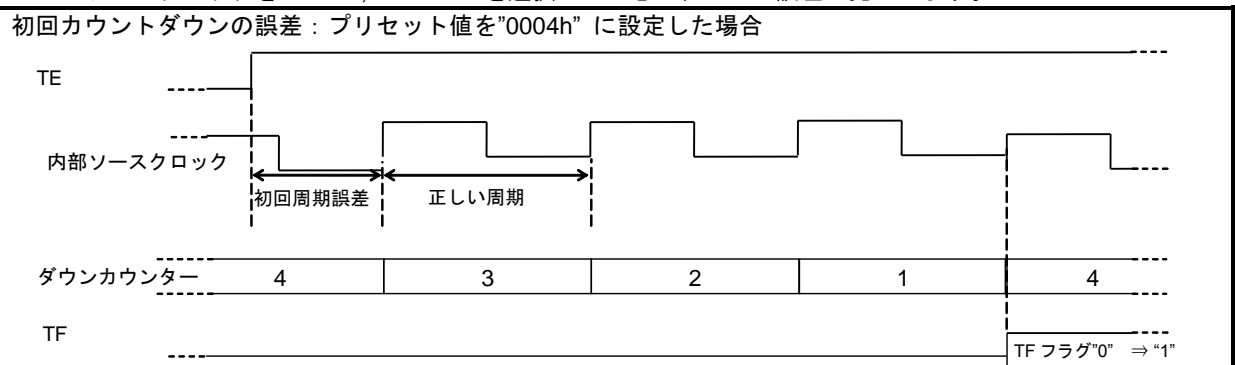 初回カウントダウンの誤差：プリセット値を”0004h” に設定した場合
TE
内部ソースクロック
初回周期誤差
正しい周期
ダウンカウンター
4
3
2
1
4
TF
TF フラグ”0” ⇒ “1”